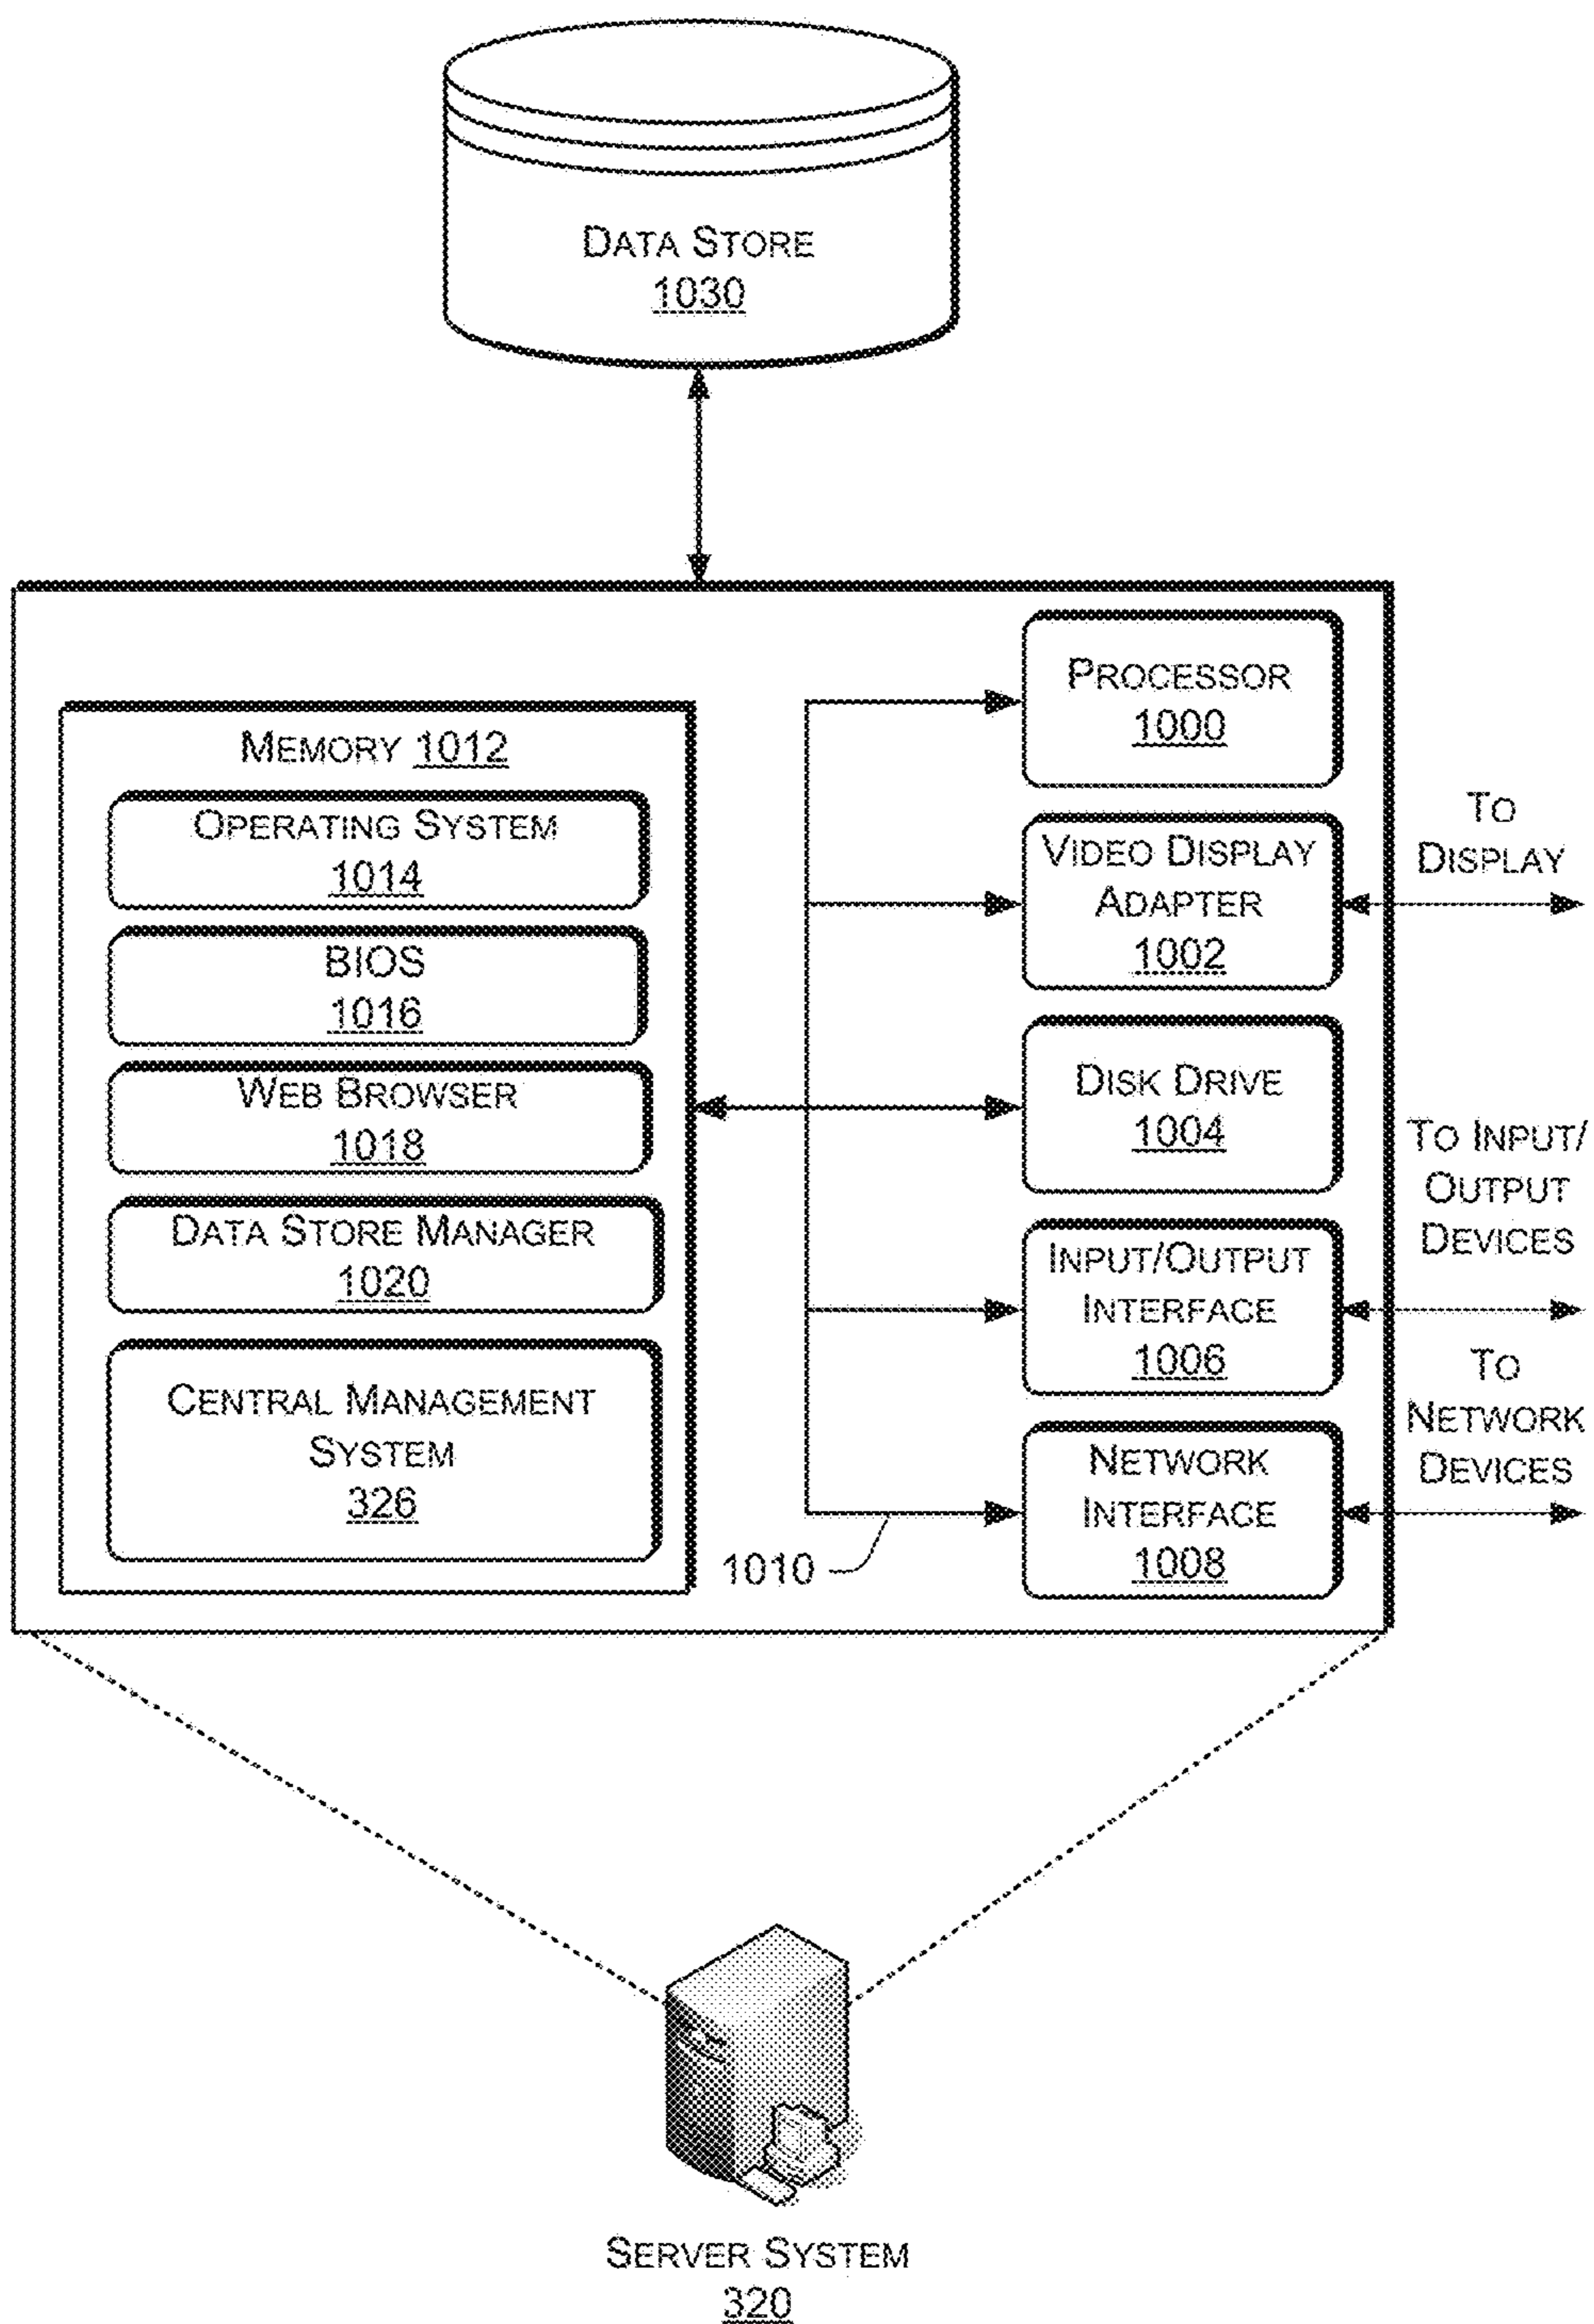 DATA STORE
1030
MEMORY 1012
OPERATING SYSTEM
1014
BIOS
1016
WEB BROWSER
1018
DATA STORE MANAGER
1020
CENTRAL MANAGEMENT
SYSTEM
326
PROCESSOR
1000
VIDEO DISPLAY
ADAPTER
1002
DISK DRIVE
1004
INPUT/OUTPUT
INTERFACE
1006
NETWORK
INTERFACE
1008
1010
TO
DISPLAY
TO INPUT/
OUTPUT
DEVICES
TO
NETWORK
DEVICES
SERVER SYSTEM
320